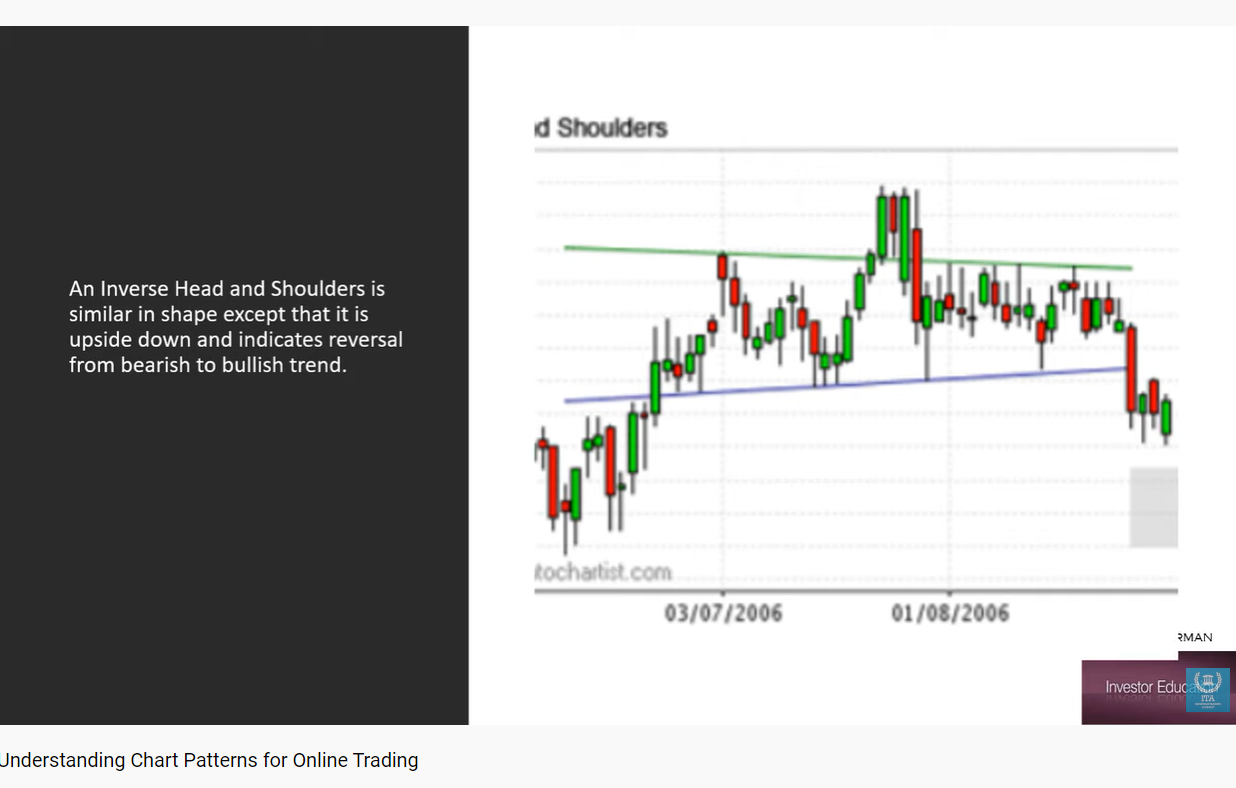 An Inverse Head and Shoulders is
similar in shape except that it is
upside down and indicates reversal
from bearish to bullish trend.
d Shoulders
tochartist.com
03/07/2006
01/08/2006
RMAN
Investor Educ
ITA
Understanding Chart Patterns for Online Trading